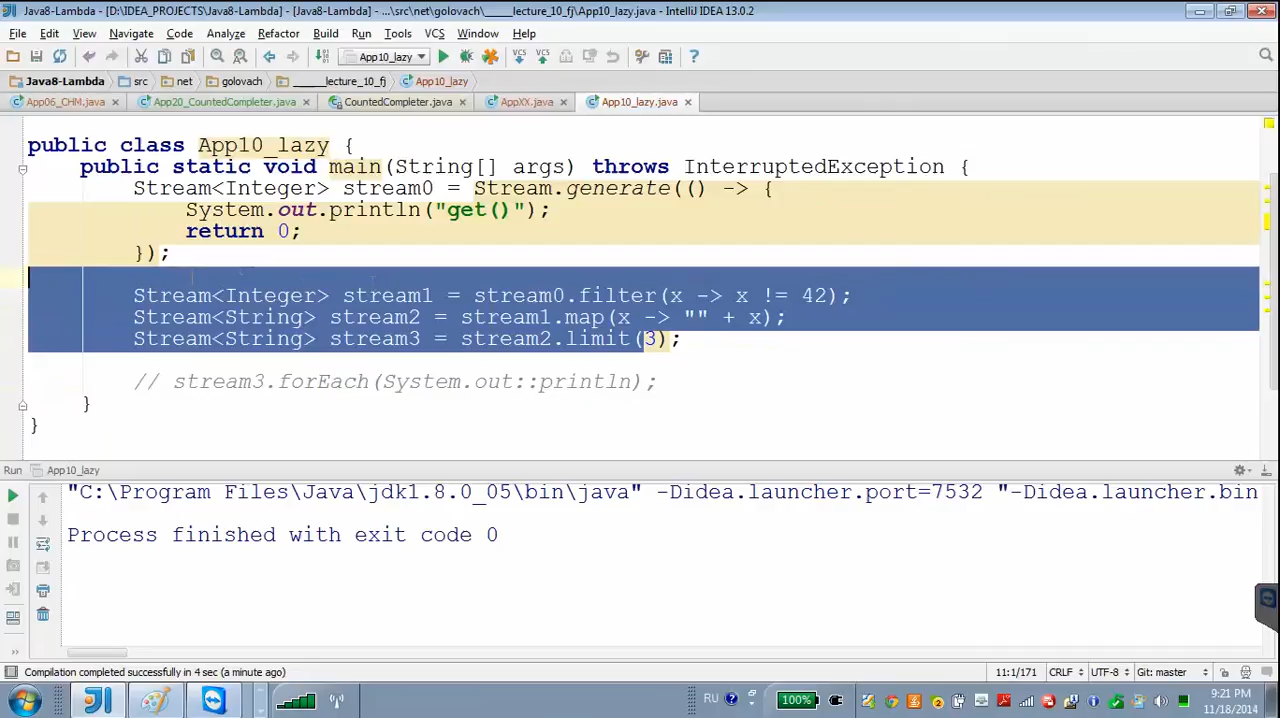 App10_lazy.java - [D:\IDEA_PROJECTS\Java8-Lambda] - [Java8-Lambda] - ...\src\net\golovach\_____lecture_10_fj\App10_lazy.java - IntelliJ IDEA 13.0.2
File Edit View Navigate Code Analyze Refactor Build Run Tools VCS Window Help
App10_lazy
Java8-Lambda src net golovach _____lecture_10_fj App10_lazy
App06_CHM.java App20_CountedCompleter.java CountedCompleter.java AppXX.java App10_lazy.java
public class App10_lazy {
public static void main(String[] args) throws InterruptedException {
Stream<Integer> stream0 = Stream.generate(() -> {
System.out.println("get()");
return 0;
});
Stream<Integer> stream1 = stream0.filter(x -> x != 42);
Stream<String> stream2 = stream1.map(x -> "" + x);
Stream<String> stream3 = stream2.limit(3);
// stream3.forEach(System.out::println);
}
}
Run App10_lazy
"C:\Program Files\Java\jdk1.8.0_05\bin\java" -Didea.launcher.port=7532 "-Didea.launcher.bin
Process finished with exit code 0
Compilation completed successfully in 4 sec (a minute ago) 11:1/171 CRLF UTF-8 Git: master
RU 100% 9:21 PM
11/18/2014